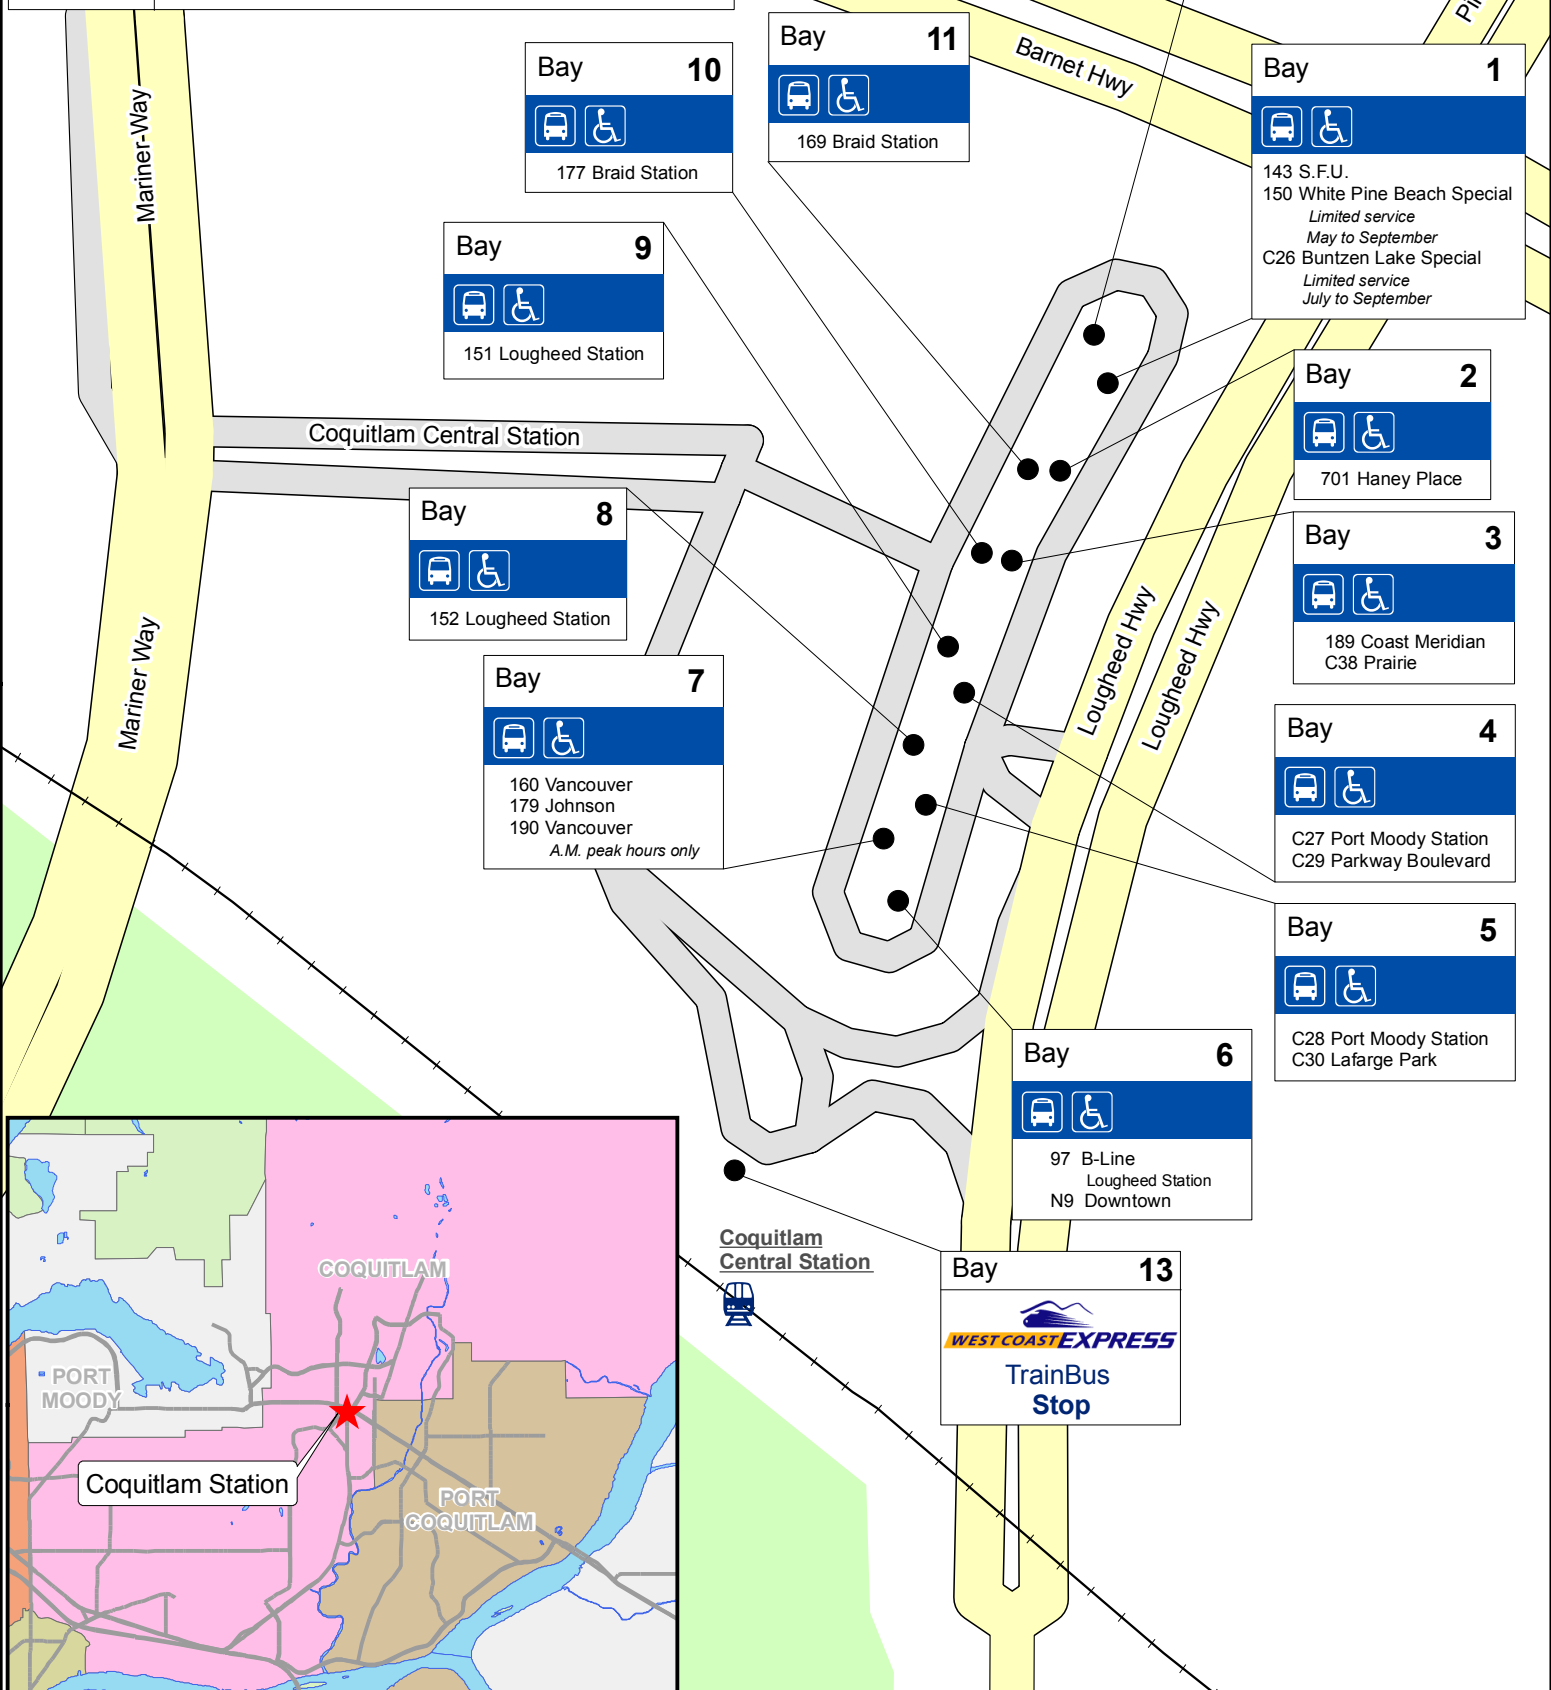 Barnet Hwy
Pi
Mariner-Way
Mariner Way
Coquitlam Central Station
Lougheed Hwy
Lougheed Hwy
Bay 11
169 Braid Station
Bay 10
177 Braid Station
Bay 1
143 S.F.U.
150 White Pine Beach Special
Limited service
May to September
C26 Buntzen Lake Special
Limited service
July to September
Bay 9
151 Lougheed Station
Bay 2
701 Haney Place
Bay 8
152 Lougheed Station
Bay 3
189 Coast Meridian
C38 Prairie
Bay 7
160 Vancouver
179 Johnson
190 Vancouver
A.M. peak hours only
Bay 4
C27 Port Moody Station
C29 Parkway Boulevard
Bay 5
C28 Port Moody Station
C30 Lafarge Park
Bay 6
97 B-Line
Lougheed Station
N9 Downtown
Coquitlam
Central Station
Bay 13
WEST COAST EXPRESS
TrainBus
Stop
COQUITLAM
PORT
MOODY
Coquitlam Station
PORT
COQUITLAM